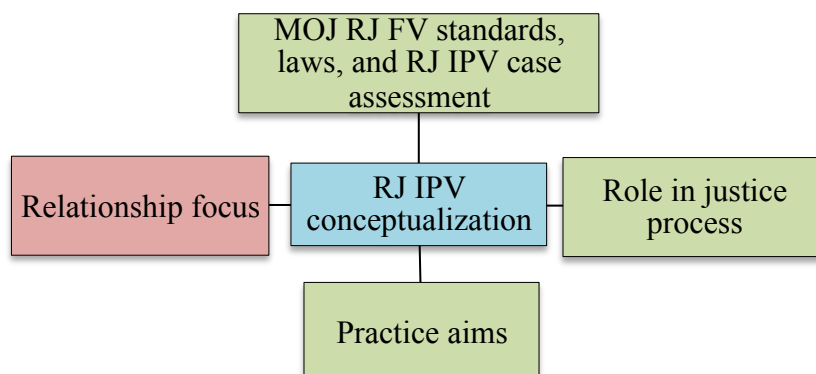 MOJ RJ FV standards,
laws, and RJ IPV case
assessment
Relationship focus
RJ IPV
conceptualization
Role in justice
process
Practice aims